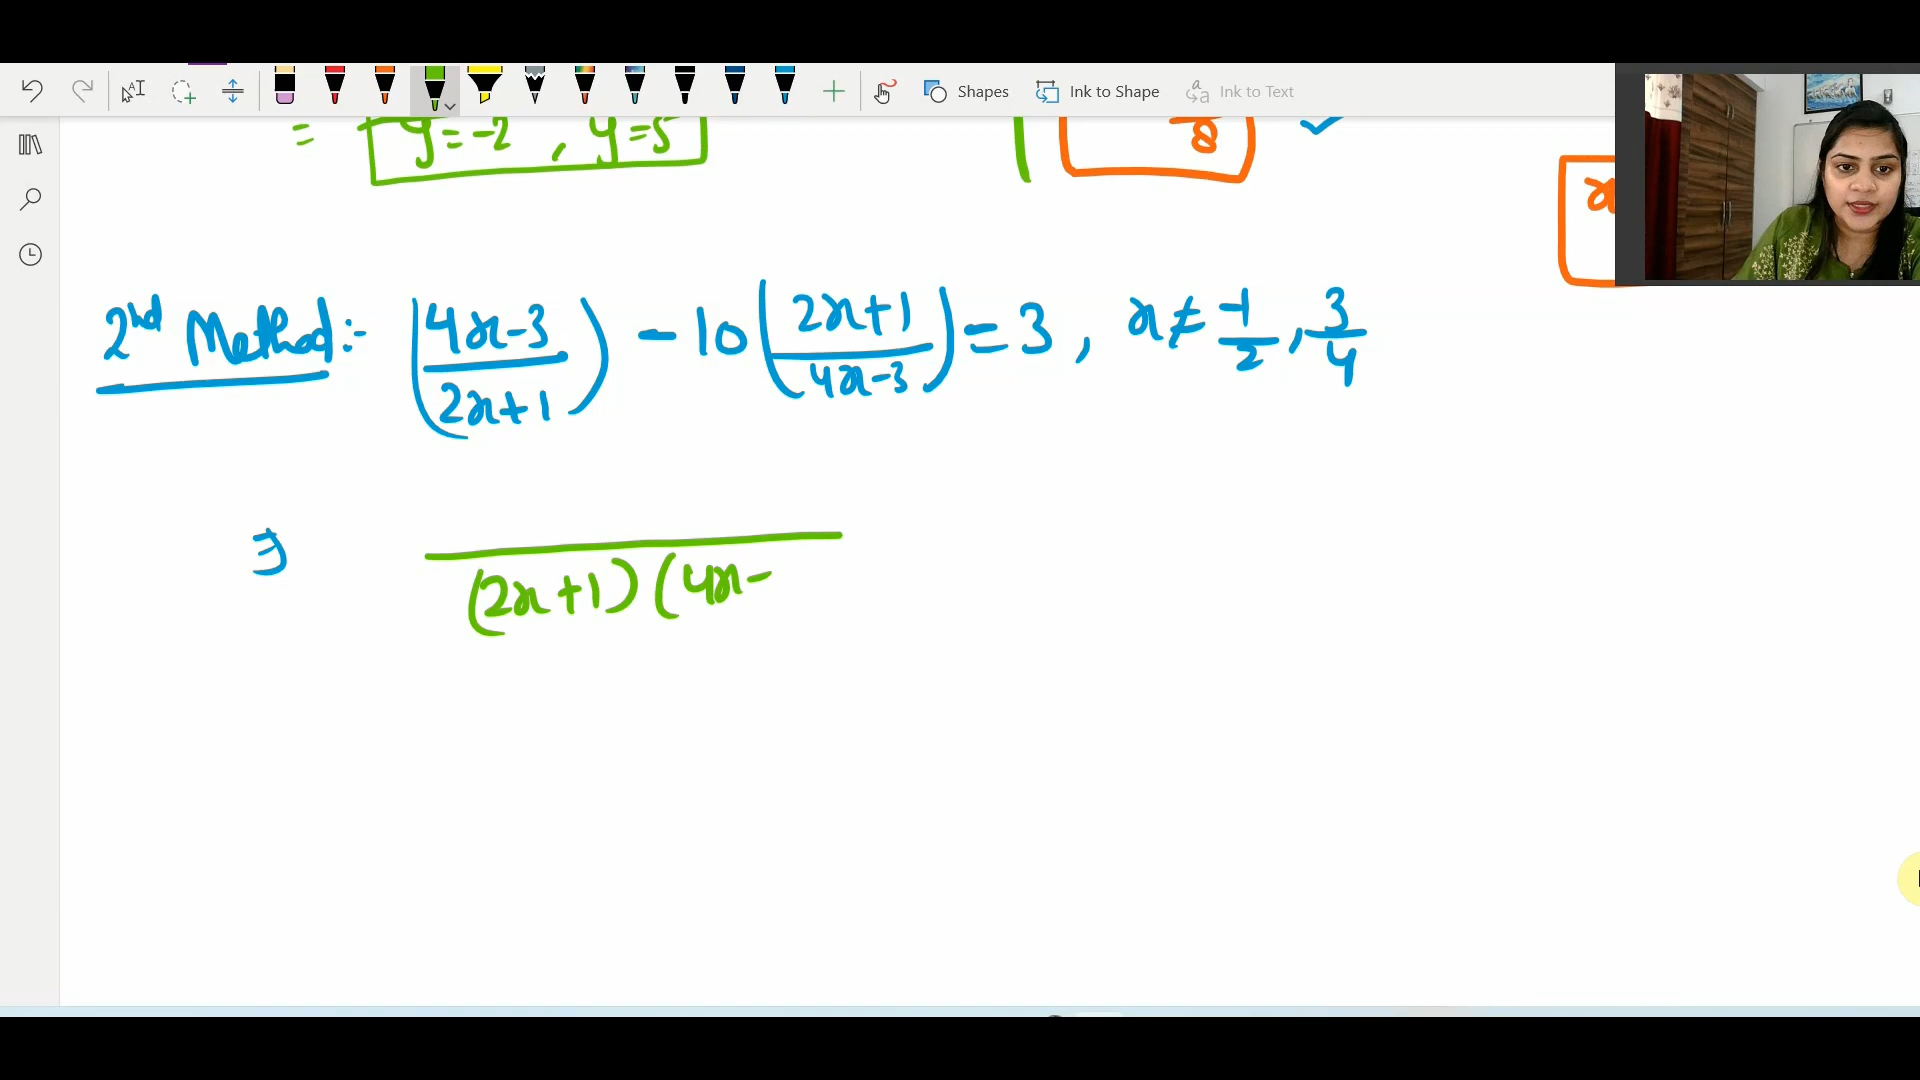 Shapes Ink to Shape Ink to Text
= y = -2 , y = 5
8
x
2nd Method:- (4x-3/2x+1) - 10(2x+1/4x-3) = 3, x ≠ -1/2, 3/4
⇒ (2x+1)(4x-